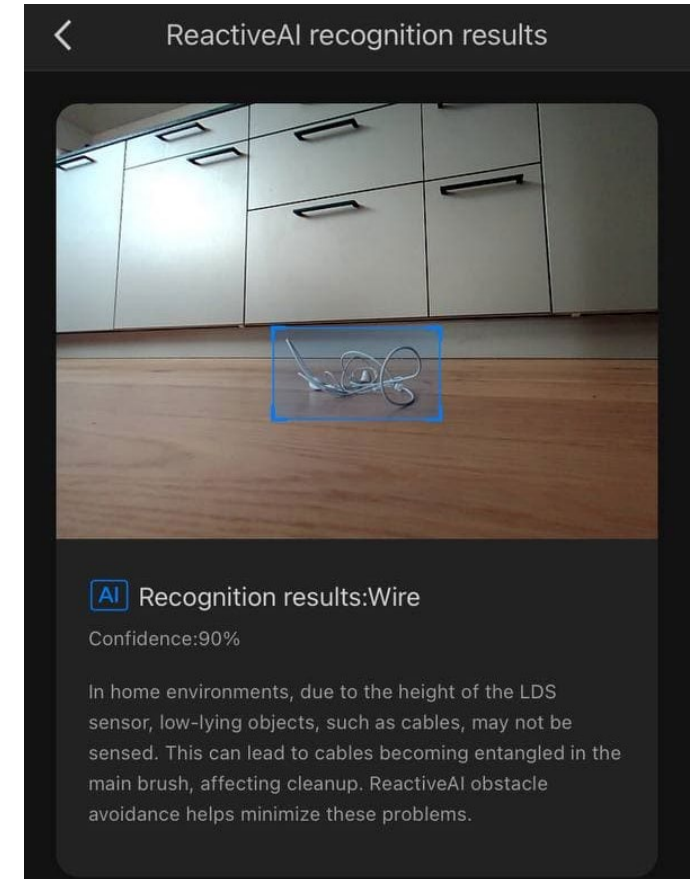 ReactiveAI recognition results
AI Recognition results:Wire
Confidence:90%
In home environments, due to the height of the LDS
sensor, low-lying objects, such as cables, may not be
sensed. This can lead to cables becoming entangled in the
main brush, affecting cleanup. ReactiveAI obstacle
avoidance helps minimize these problems.